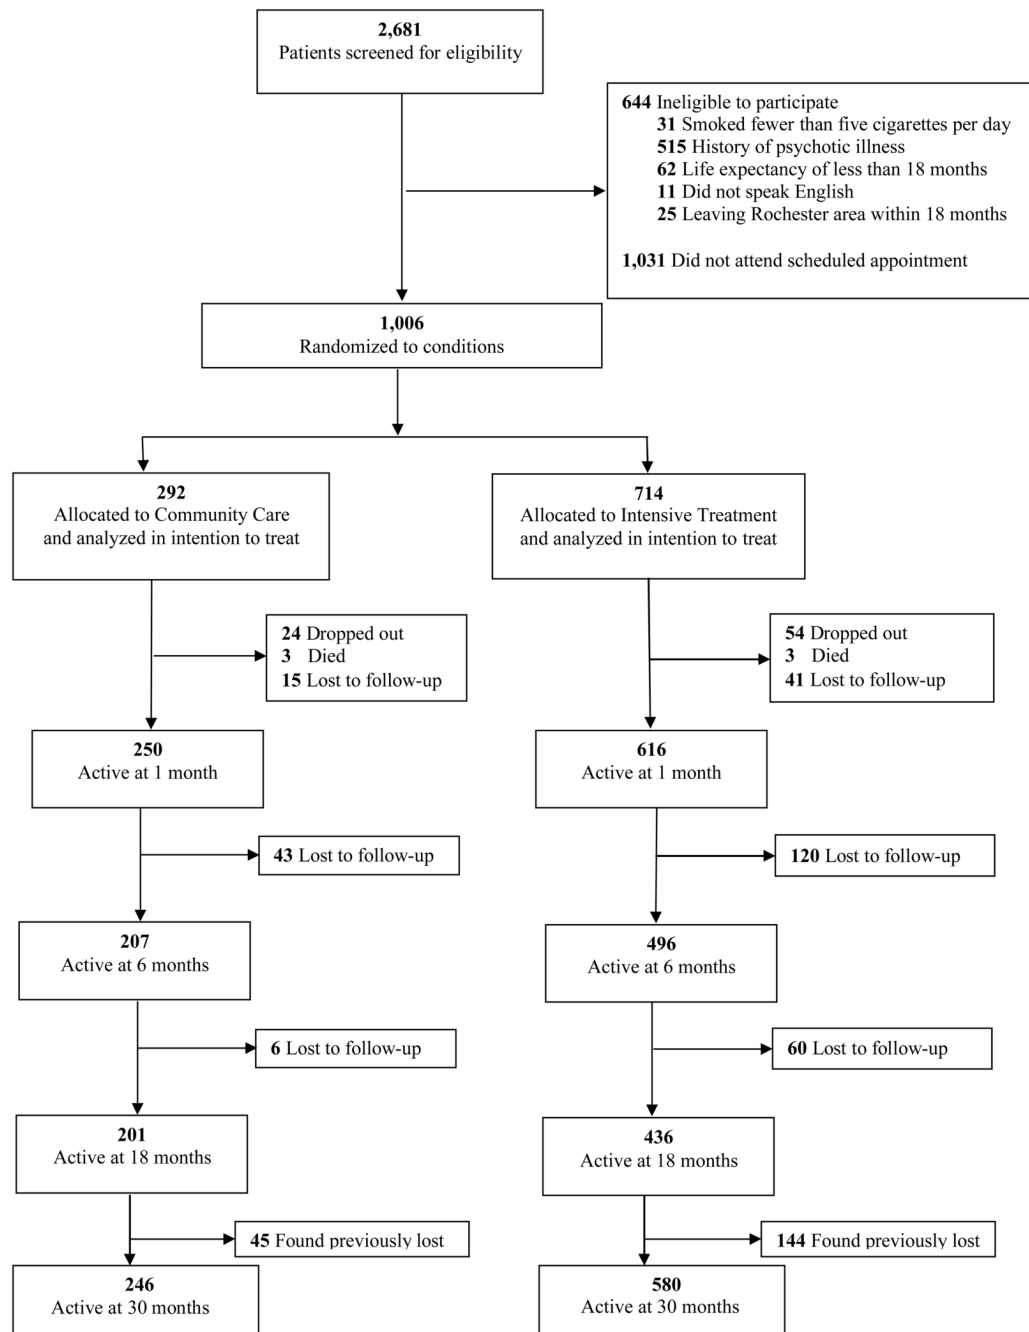 2,681
Patients screened for eligibility
644 Ineligible to participate
31 Smoked fewer than five cigarettes per day
515 History of psychotic illness
62 Life expectancy of less than 18 months
11 Did not speak English
25 Leaving Rochester area within 18 months
1,031 Did not attend scheduled appointment
1,006
Randomized to conditions
292
Allocated to Community Care
and analyzed in intention to treat
714
Allocated to Intensive Treatment
and analyzed in intention to treat
24 Dropped out
3 Died
15 Lost to follow-up
54 Dropped out
3 Died
41 Lost to follow-up
250
Active at 1 month
616
Active at 1 month
43 Lost to follow-up
120 Lost to follow-up
207
Active at 6 months
496
Active at 6 months
6 Lost to follow-up
60 Lost to follow-up
201
Active at 18 months
436
Active at 18 months
45 Found previously lost
144 Found previously lost
246
Active at 30 months
580
Active at 30 months